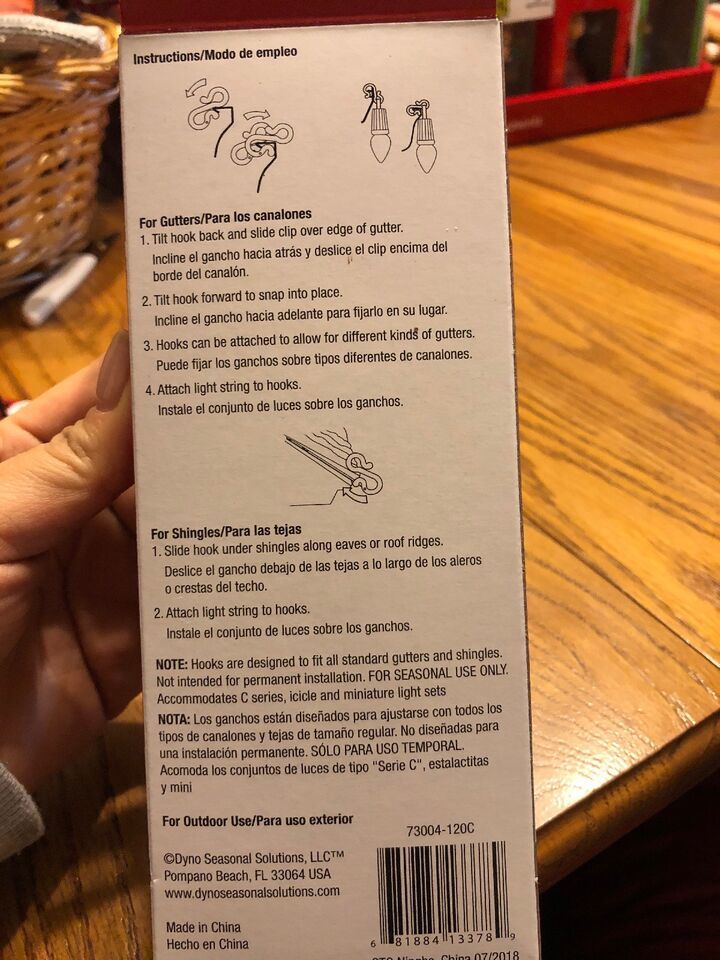 Instructions/Modo de empleo
For Gutters/Para los canalones
1. Tilt hook back and slide clip over edge of gutter.
Incline el gancho hacia atrás y deslice el clip encima del
borde del canalón.
2. Tilt hook forward to snap into place.
Incline el gancho hacia adelante para fijarlo en su lugar.
3. Hooks can be attached to allow for different kinds of gutters.
Puede fijar los ganchos sobre tipos diferentes de canalones.
4. Attach light string to hooks.
Instale el conjunto de luces sobre los ganchos.
For Shingles/Para las tejas
1. Slide hook under shingles along eaves or roof ridges.
Deslice el gancho debajo de las tejas a lo largo de los aleros
o crestas del techo.
2. Attach light string to hooks.
Instale el conjunto de luces sobre los ganchos.
NOTE: Hooks are designed to fit all standard gutters and shingles.
Not intended for permanent installation. FOR SEASONAL USE ONLY.
Accommodates C series, icicle and miniature light sets
NOTA: Los ganchos están diseñados para ajustarse con todos los
tipos de canalones y tejas de tamaño regular. No diseñadas para
una instalación permanente. SÓLO PARA USO TEMPORAL.
Acomoda los conjuntos de luces de tipo "Serie C", estalactitas
y mini
For Outdoor Use/Para uso exterior
73004-120C
©Dyno Seasonal Solutions, LLC™
Pompano Beach, FL 33064 USA
www.dynoseasonalsolutions.com
Made in China
Hecho en China
6 81884 13378 9
China 07/2018